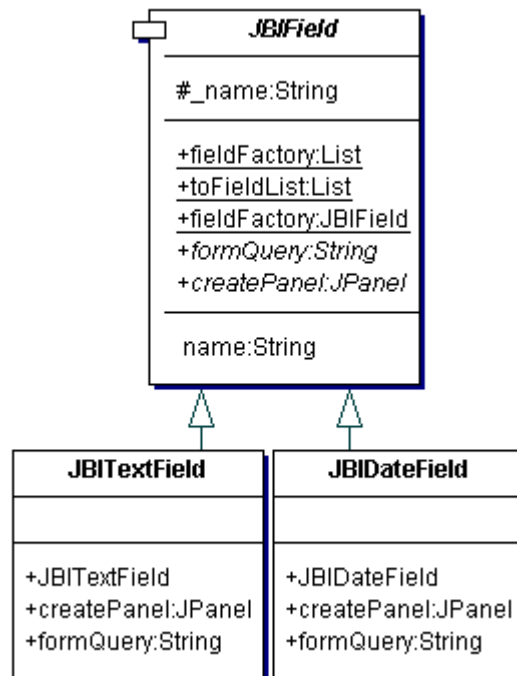 JBIField
#_name:String
+fieldFactory:List
+toFieldList:List
+fieldFactory:JBIField
+formQuery:String
+createPanel:JPanel
name:String
JBITextField
+JBITextField
+createPanel:JPanel
+formQuery:String
JBIDateField
+JBIDateField
+createPanel:JPanel
+formQuery:String